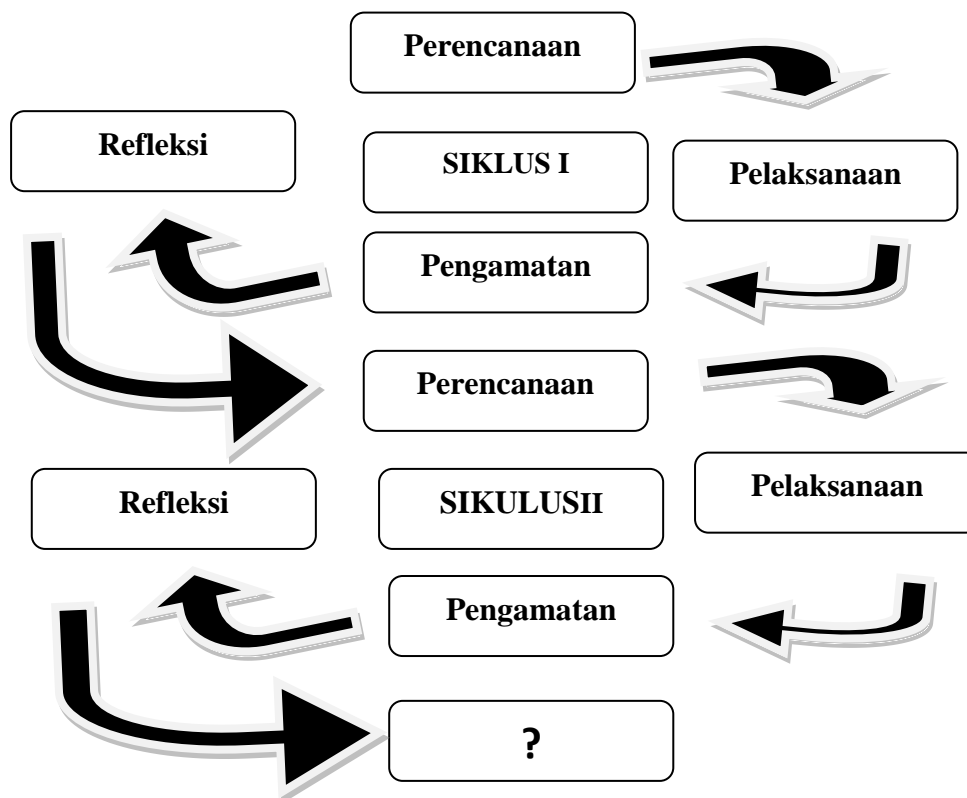 Perencanaan
Refleksi
SIKLUS I
Pelaksanaan
Pengamatan
Perencanaan
Refleksi
SIKULUSII
Pelaksanaan
Pengamatan
?